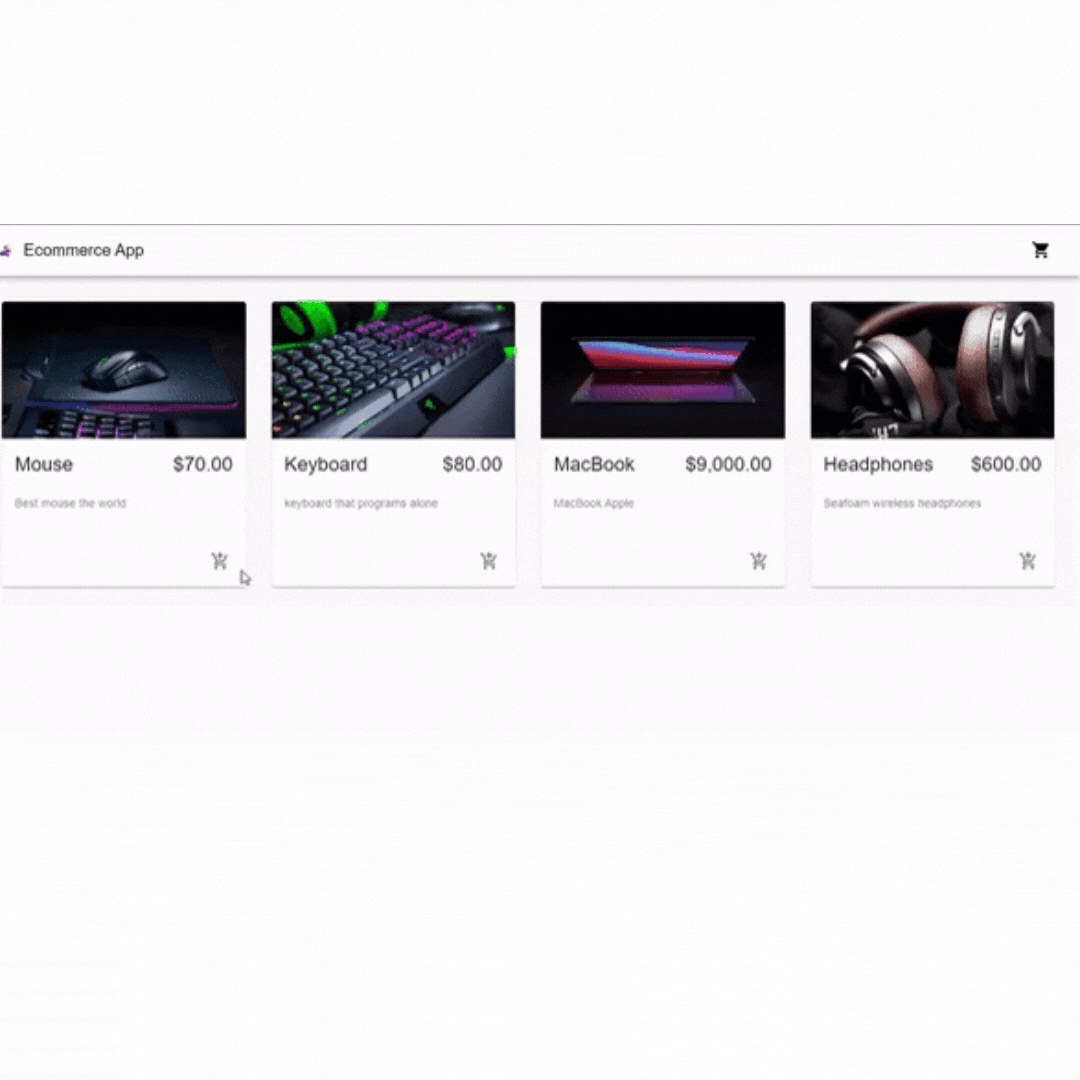 Ecommerce App
Mouse $70.00
Best mouse the world
Keyboard $80.00
keyboard that programs alone
MacBook $9,000.00
MacBook Apple
Headphones $600.00
Seafoam wireless headphones